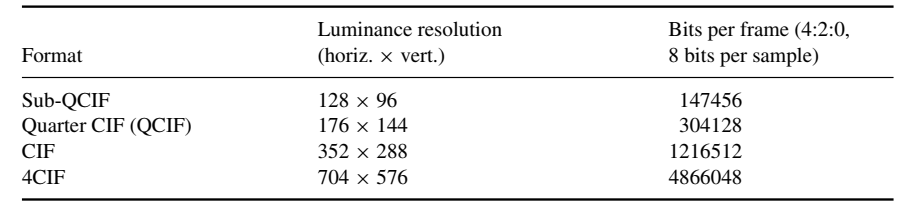 Format Luminance resolution (horiz. × vert.) Bits per frame (4:2:0, 8 bits per sample)
Sub-QCIF 128 × 96 147456
Quarter CIF (QCIF) 176 × 144 304128
CIF 352 × 288 1216512
4CIF 704 × 576 4866048